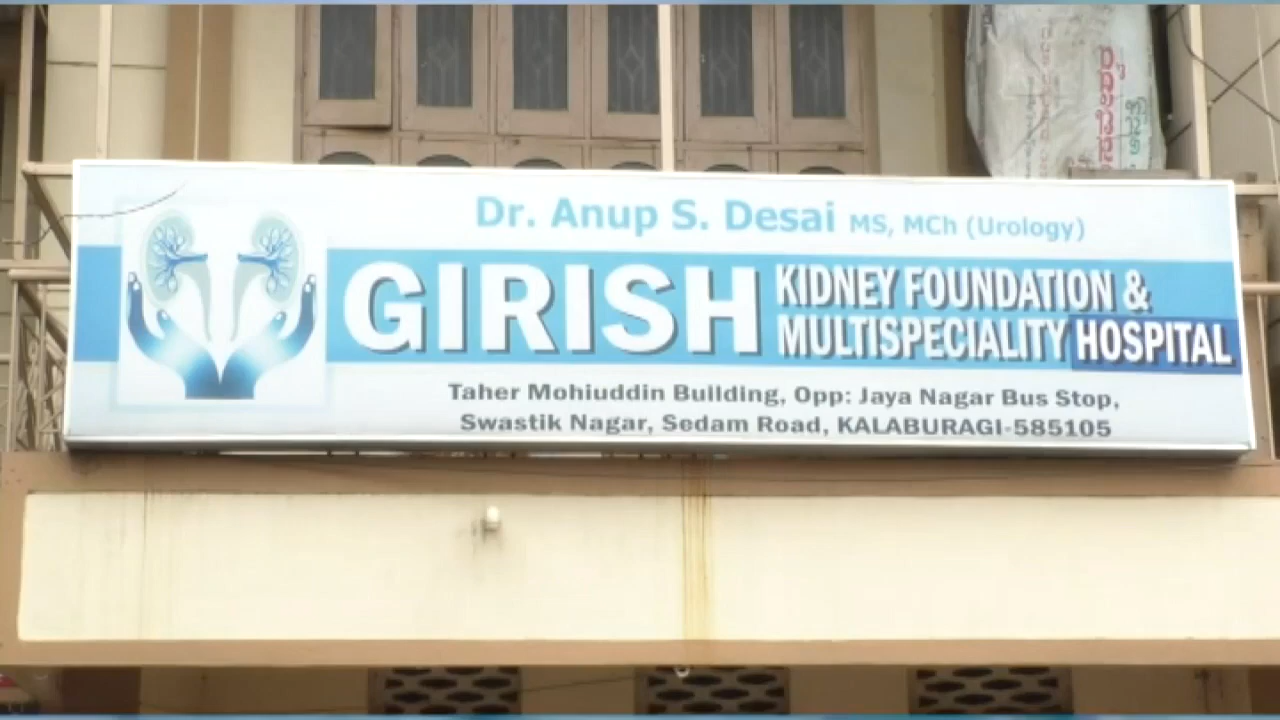 Dr. Anup S. Desai MS, MCh (Urology)
GIRISH KIDNEY FOUNDATION &
MULTISPECIALITY HOSPITAL
Taher Mohiuddin Building, Opp: Jaya Nagar Bus Stop,
Swastik Nagar, Sedam Road, KALABURAGI-585105